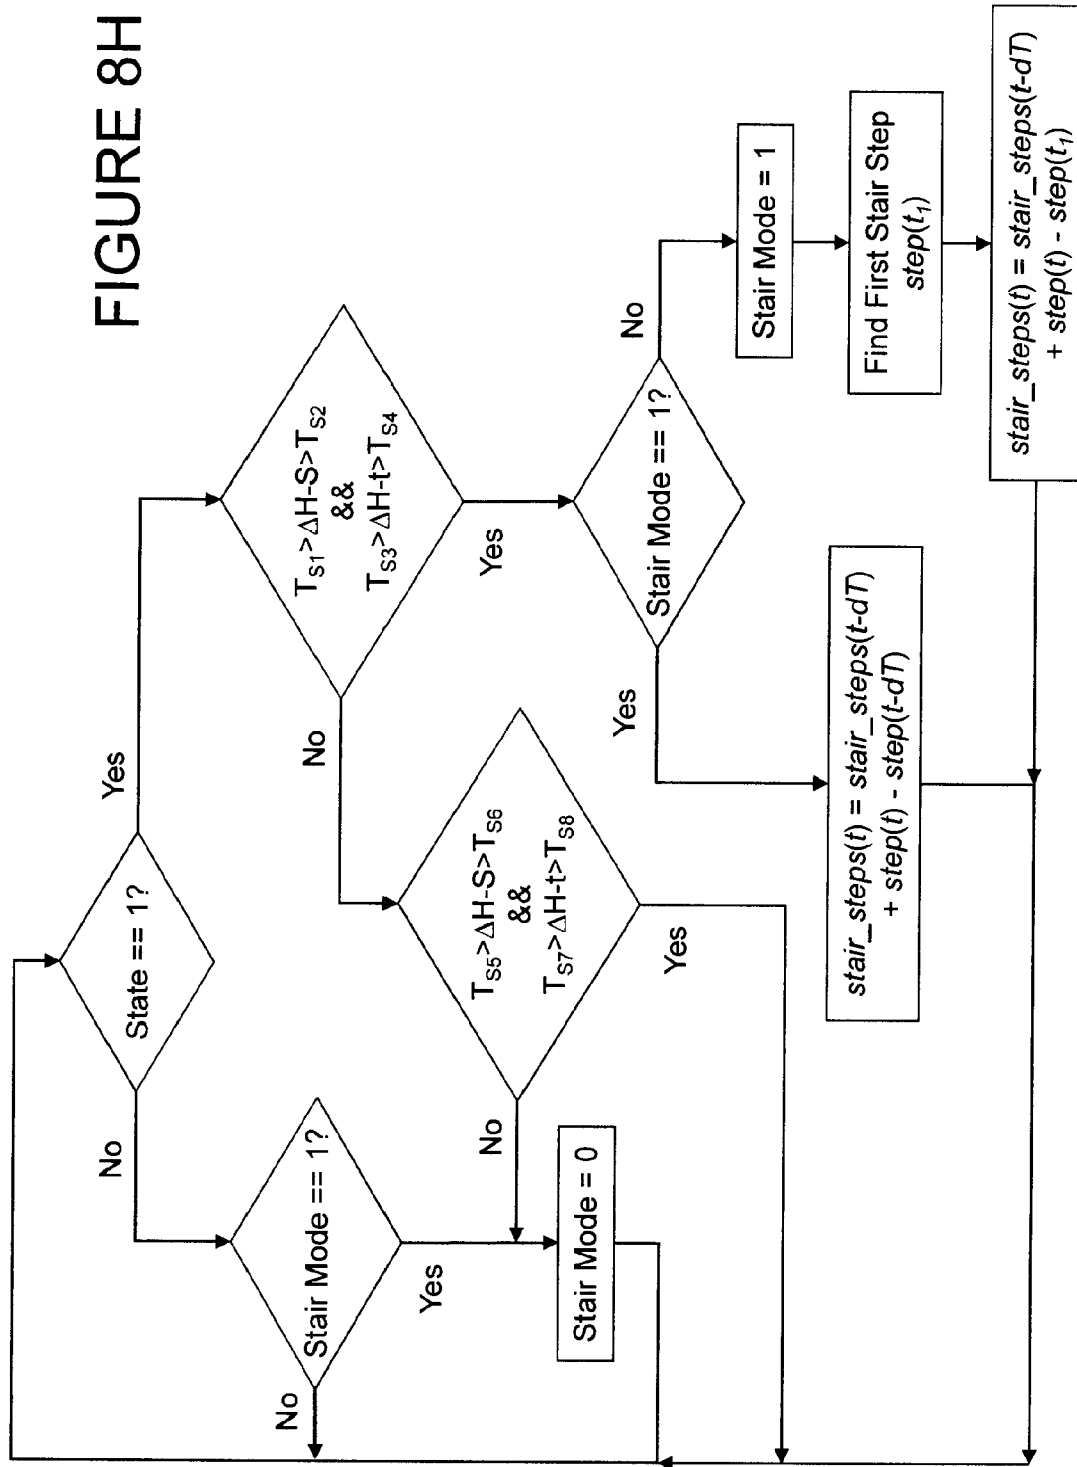 FIGURE 8H
State == 1?
Yes
No
T_S1>ΔH-S>T_S2
&&
T_S3>ΔH-t>T_S4
No
Yes
Stair Mode == 1?
No
Yes
T_S5>ΔH-S>T_S6
&&
T_S7>ΔH-t>T_S8
No
Yes
Stair Mode == 1?
Yes
No
Stair Mode = 0
Stair Mode = 1
Find First Stair Step
step(t₁)
stair_steps(t) = stair_steps(t-dT)
+ step(t) - step(t-dT)
stair_steps(t) = stair_steps(t-dT)
+ step(t) - step(t₁)